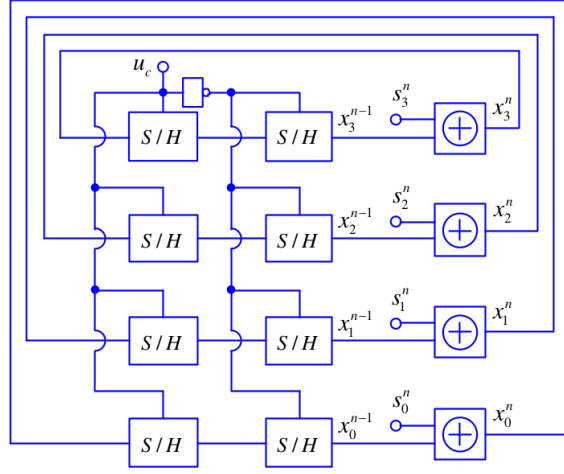 u_c
S / H S / H x_3^{n-1} s_3^n x_3^n
S / H S / H x_2^{n-1} s_2^n x_2^n
S / H S / H x_1^{n-1} s_1^n x_1^n
S / H S / H x_0^{n-1} s_0^n x_0^n